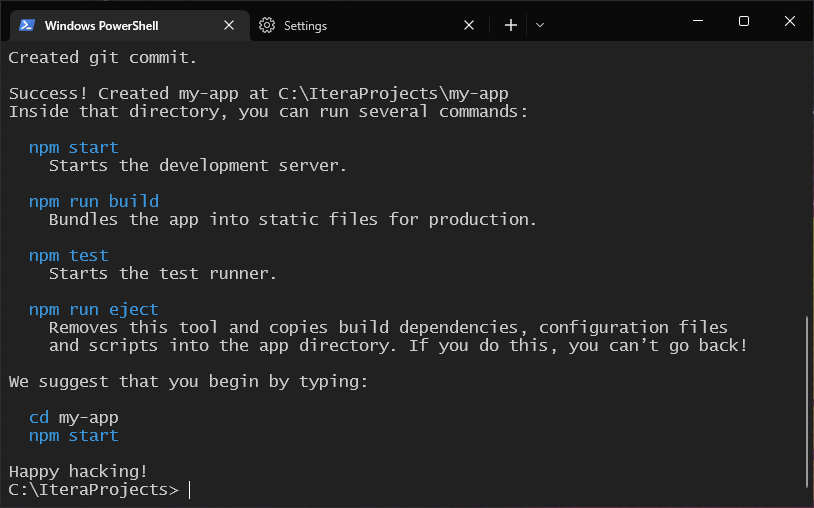 Windows PowerShell
Settings
Created git commit.
Success! Created my-app at C:\IteraProjects\my-app
Inside that directory, you can run several commands:
npm start
Starts the development server.
npm run build
Bundles the app into static files for production.
npm test
Starts the test runner.
npm run eject
Removes this tool and copies build dependencies, configuration files
and scripts into the app directory. If you do this, you can’t go back!
We suggest that you begin by typing:
cd my-app
npm start
Happy hacking!
C:\IteraProjects>